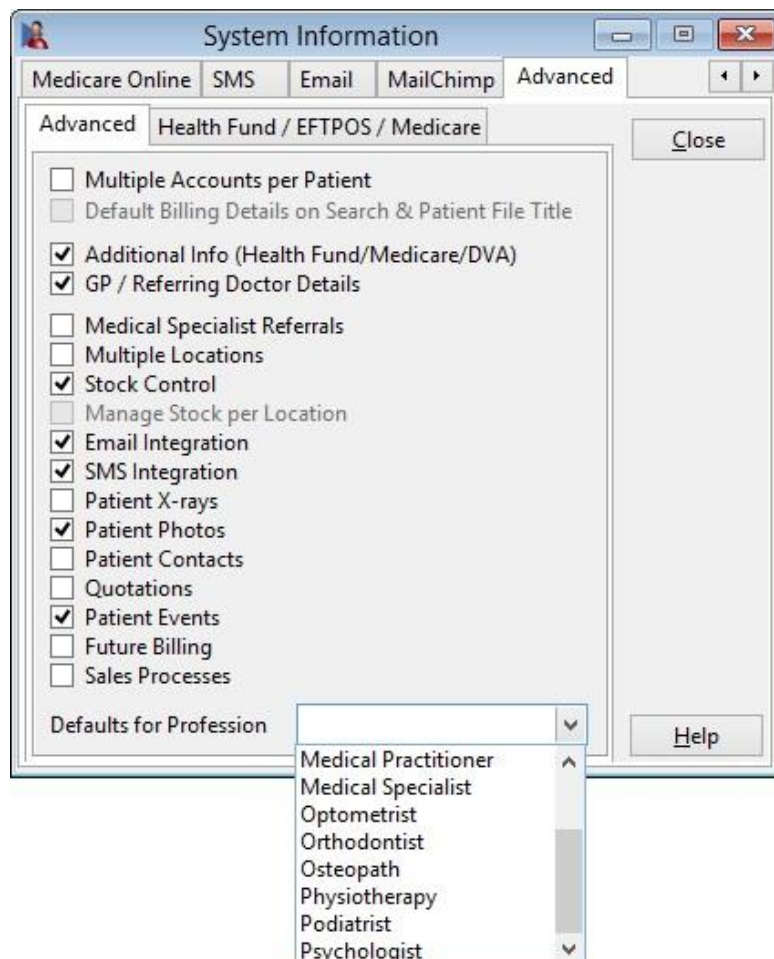 System Information
Medicare Online SMS Email MailChimp Advanced
Advanced Health Fund / EFTPOS / Medicare
Close
Multiple Accounts per Patient
Default Billing Details on Search & Patient File Title
Additional Info (Health Fund/Medicare/DVA)
GP / Referring Doctor Details
Medical Specialist Referrals
Multiple Locations
Stock Control
Manage Stock per Location
Email Integration
SMS Integration
Patient X-rays
Patient Photos
Patient Contacts
Quotations
Patient Events
Future Billing
Sales Processes
Defaults for Profession
Help
Medical Practitioner
Medical Specialist
Optometrist
Orthodontist
Osteopath
Physiotherapy
Podiatrist
Psychologist